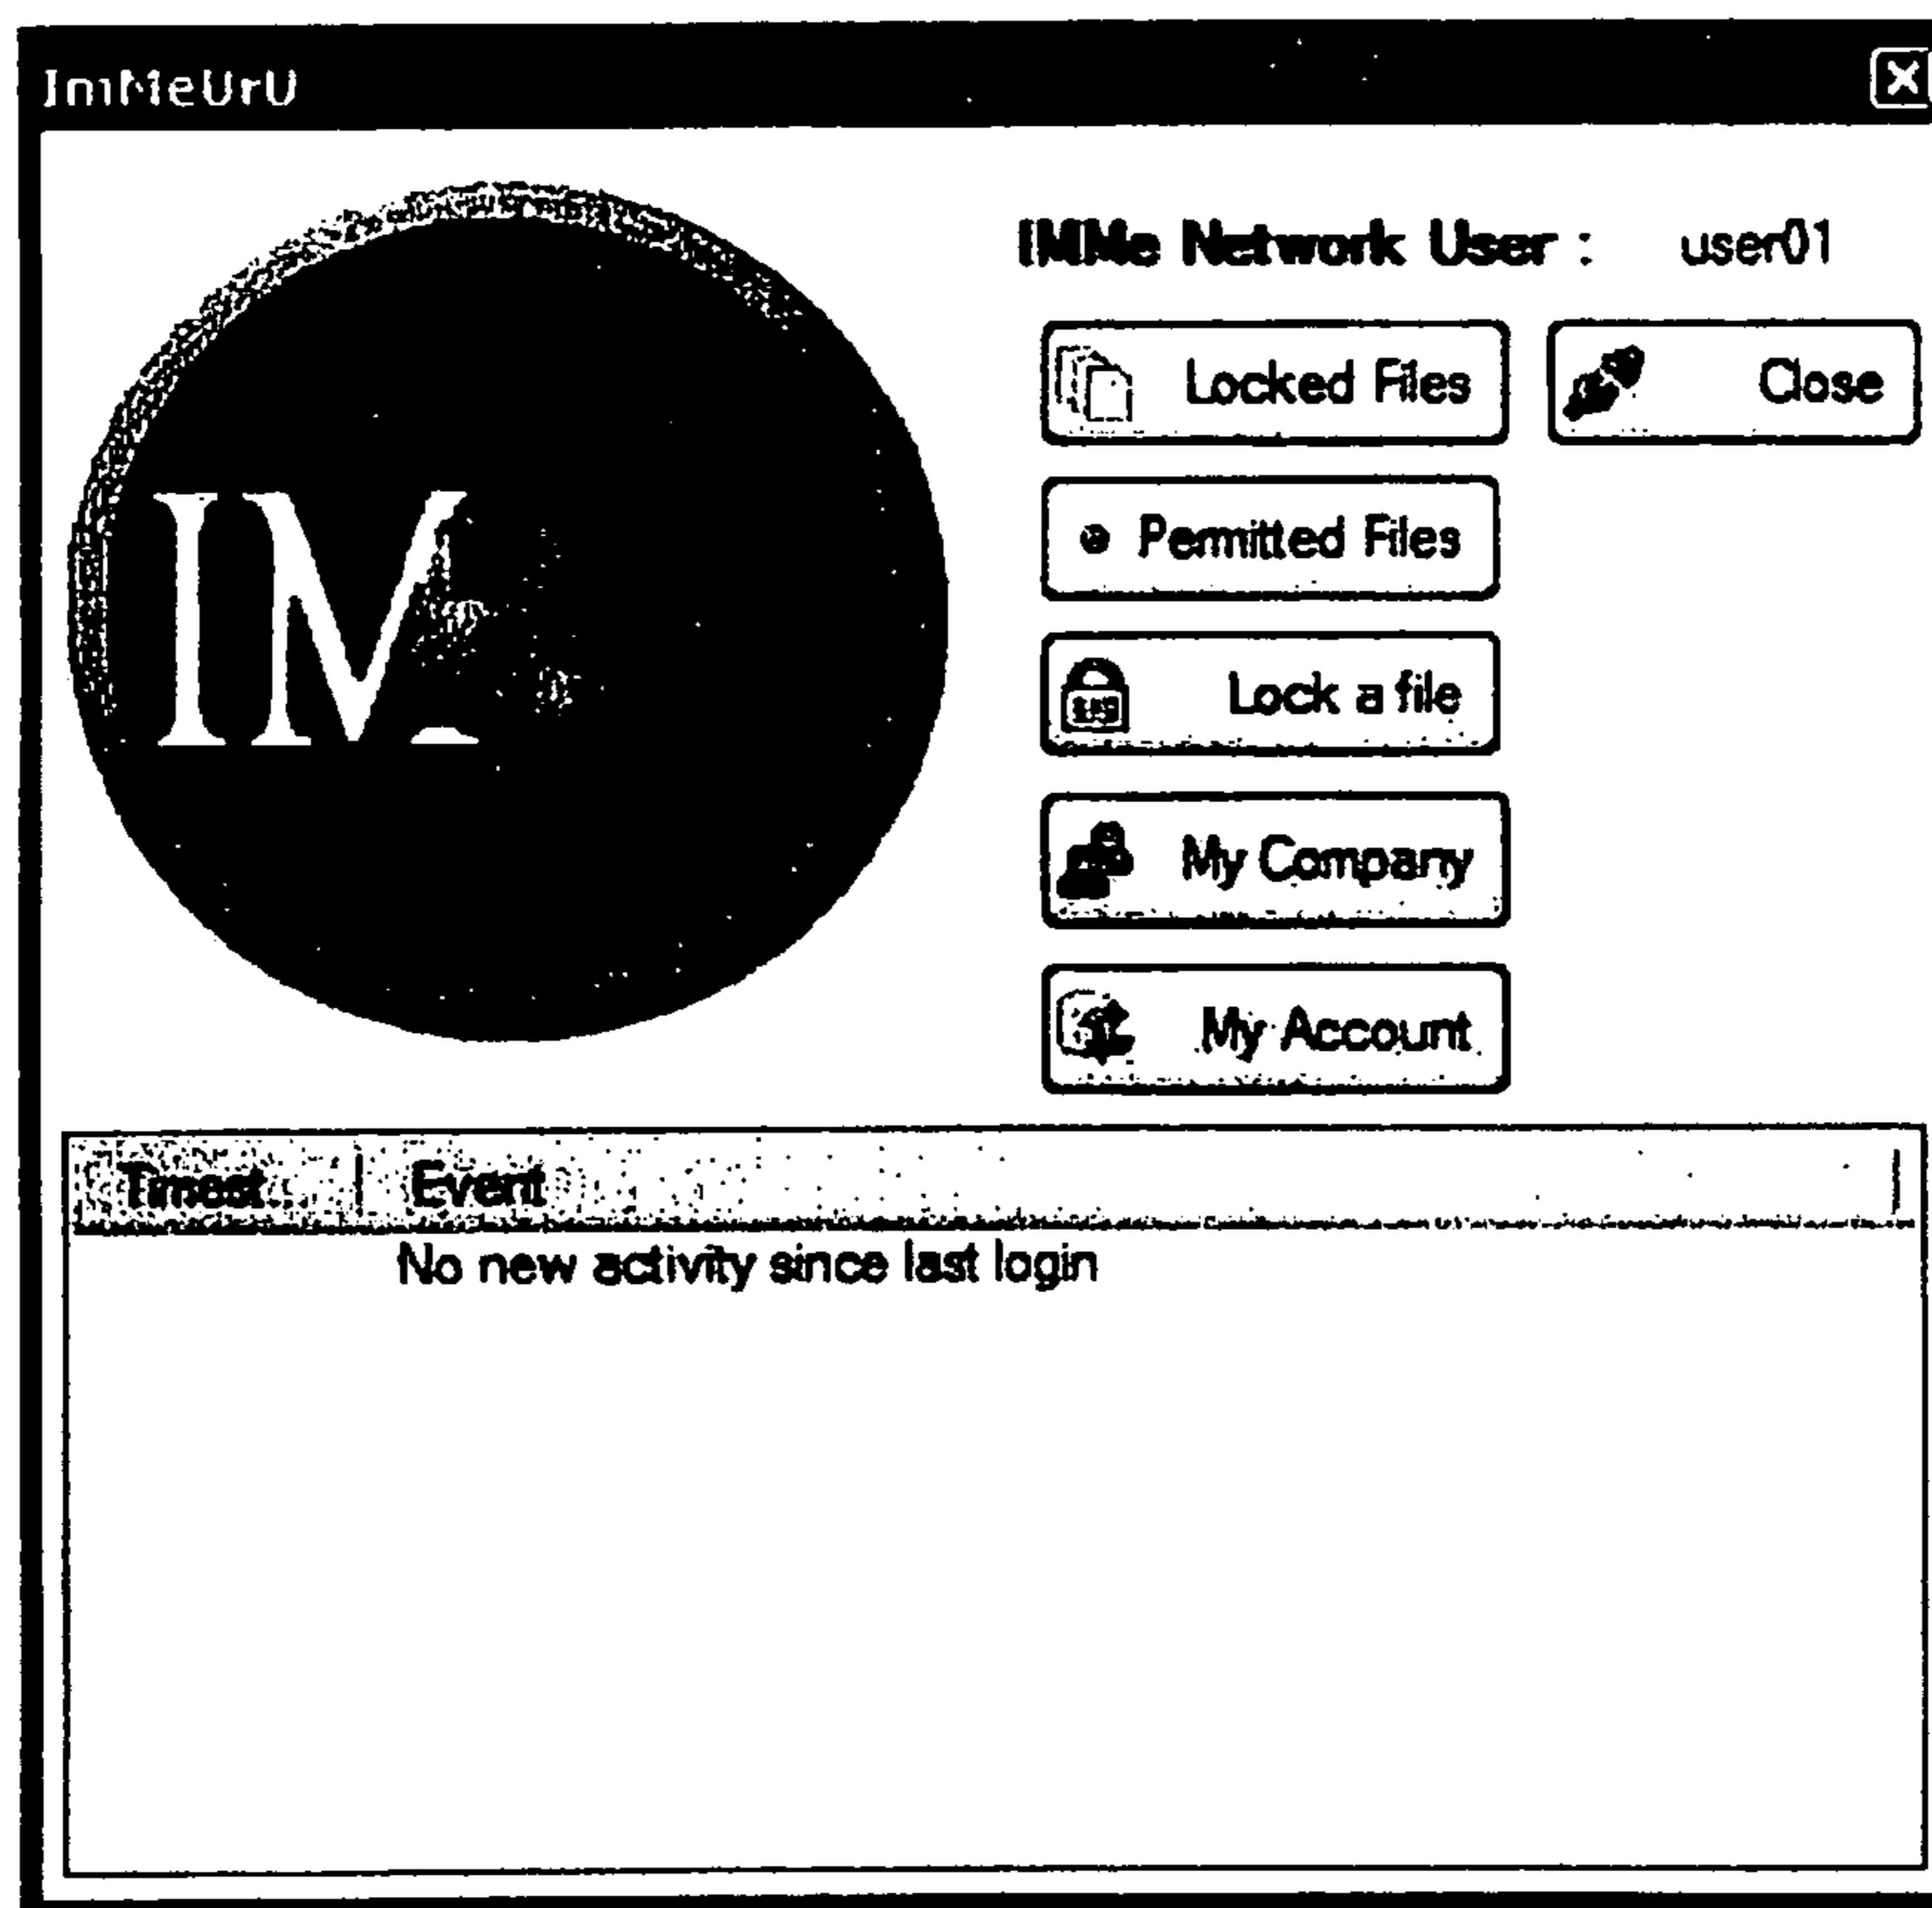 ImMeUrU
IM
Network User : user01
Locked Files
Close
Permitted Files
Lock a file
My Company
My Account
Event
No new activity since last login